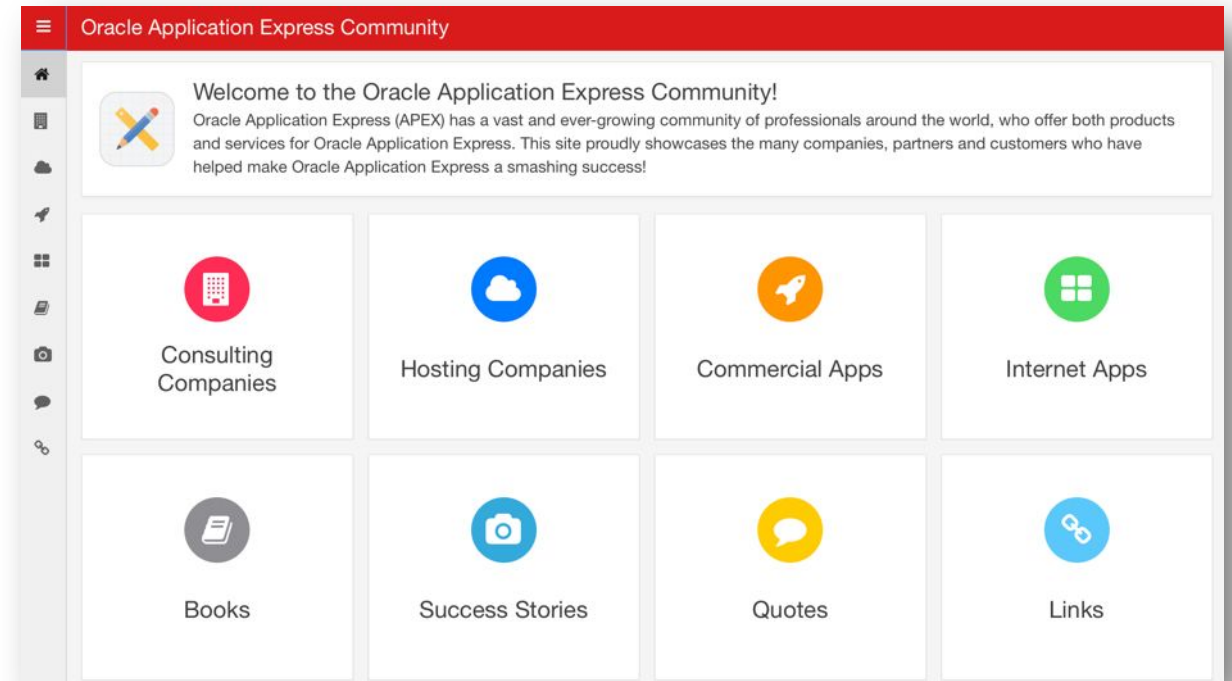 Oracle Application Express Community
Welcome to the Oracle Application Express Community!
Oracle Application Express (APEX) has a vast and ever-growing community of professionals around the world, who offer both products
and services for Oracle Application Express. This site proudly showcases the many companies, partners and customers who have
helped make Oracle Application Express a smashing success!
Consulting
Companies
Hosting Companies
Commercial Apps
Internet Apps
Books
Success Stories
Quotes
Links